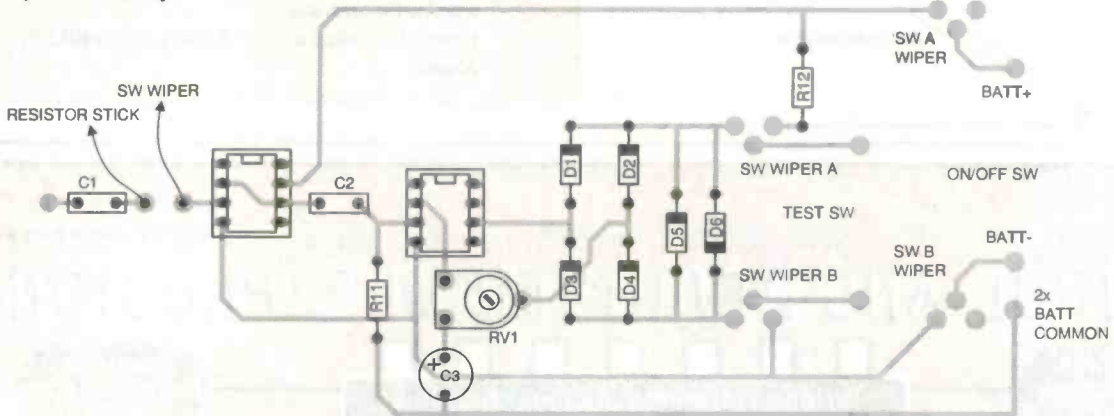 SW A
WIPER
R12
BATT+
SW WIPER
RESISTOR STICK
C1
C2
D1
D2
SW WIPER A
ON/OFF SW
TEST SW
D5
D6
SW B
WIPER
BATT-
R11
D3
D4
SW WIPER B
2x
BATT
COMMON
RV1
+
C3